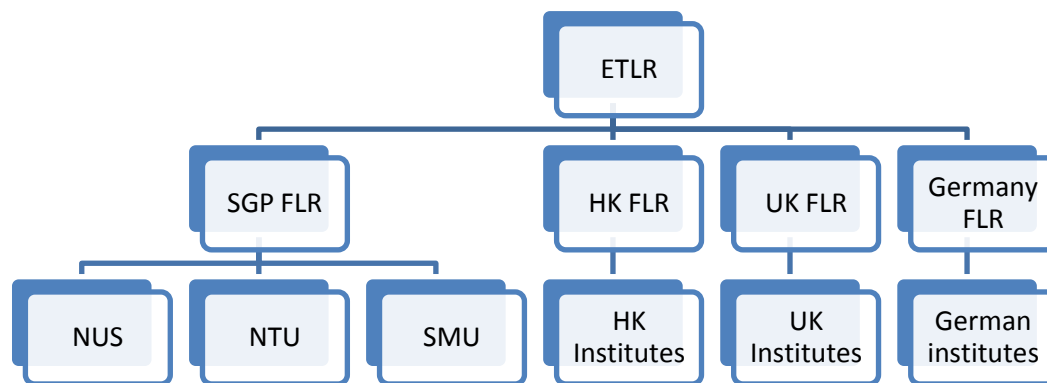 ETLR
SGP FLR
HK FLR
UK FLR
Germany
FLR
NUS
NTU
SMU
HK
Institutes
UK
Institutes
German
institutes